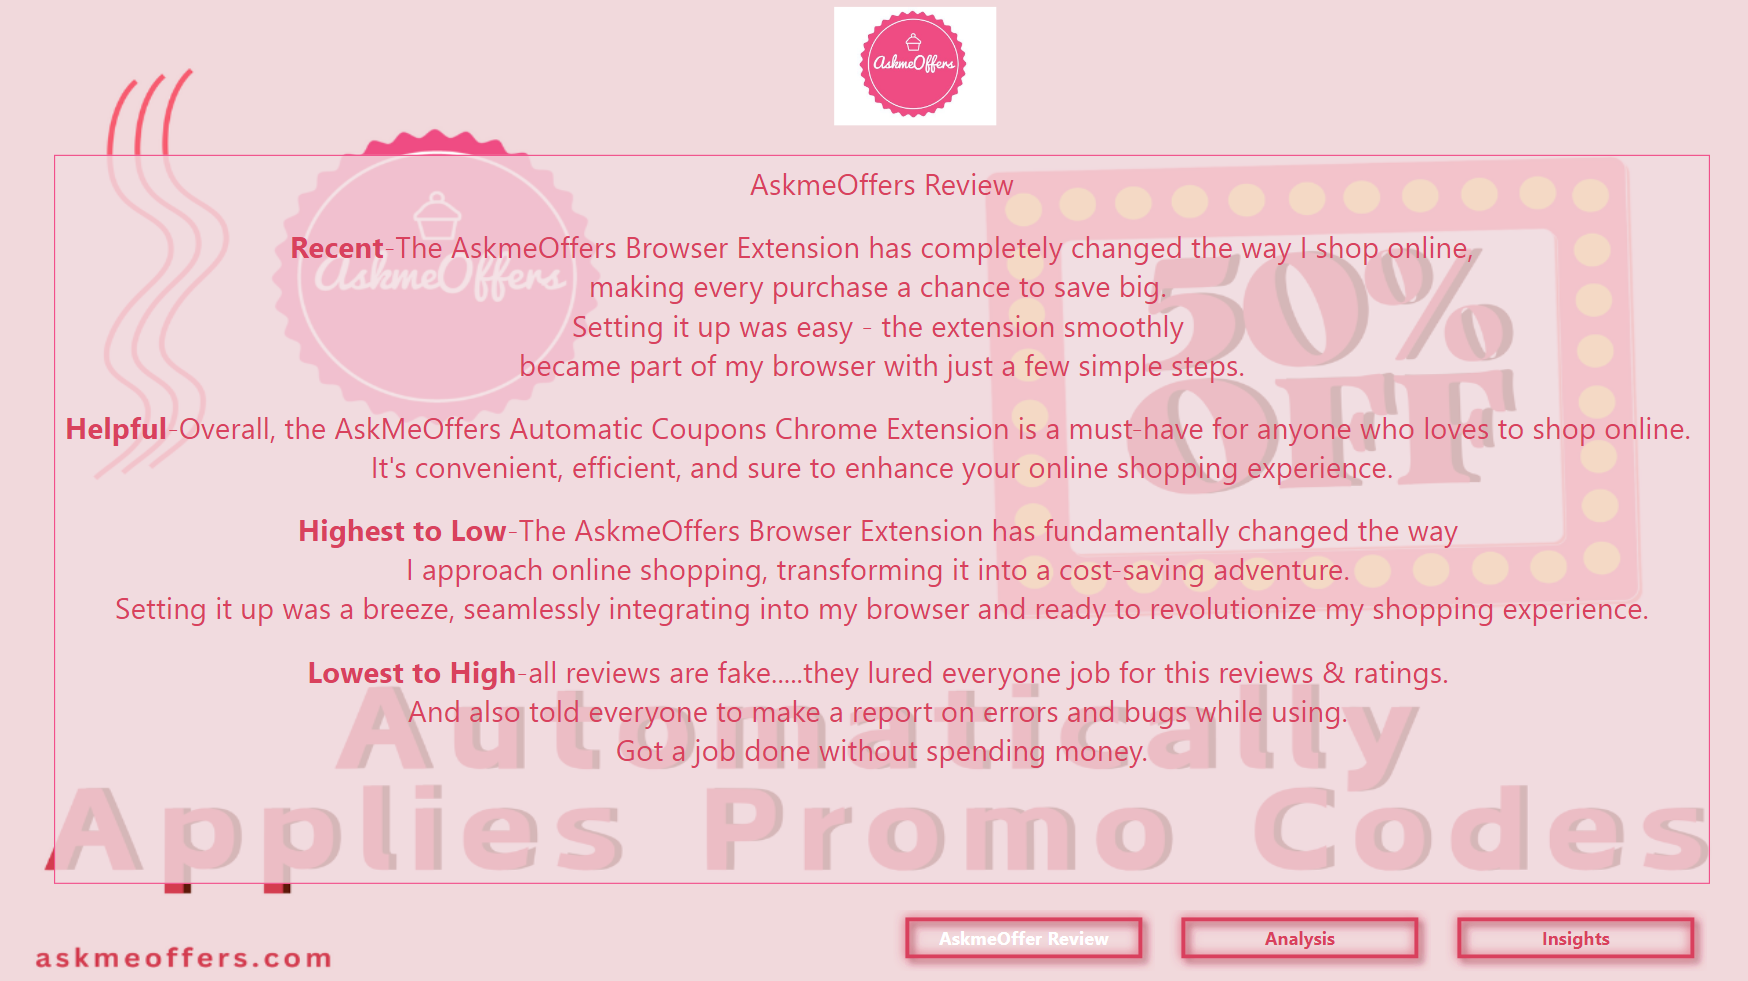 AskmeOffers
AskmeOffers Review
AskmeOffers
50%
OFF
Recent-The AskmeOffers Browser Extension has completely changed the way I shop online,
making every purchase a chance to save big.
Setting it up was easy - the extension smoothly
became part of my browser with just a few simple steps.
Helpful-Overall, the AskMeOffers Automatic Coupons Chrome Extension is a must-have for anyone who loves to shop online.
It's convenient, efficient, and sure to enhance your online shopping experience.
Highest to Low-The AskmeOffers Browser Extension has fundamentally changed the way
I approach online shopping, transforming it into a cost-saving adventure.
Setting it up was a breeze, seamlessly integrating into my browser and ready to revolutionize my shopping experience.
Lowest to High-all reviews are fake.....they lured everyone job for this reviews & ratings.
And also told everyone to make a report on errors and bugs while using.
Got a job done without spending money.
Automatically
Applies Promo Codes
askmeoffers.com
AskmeOffer Review
Analysis
Insights